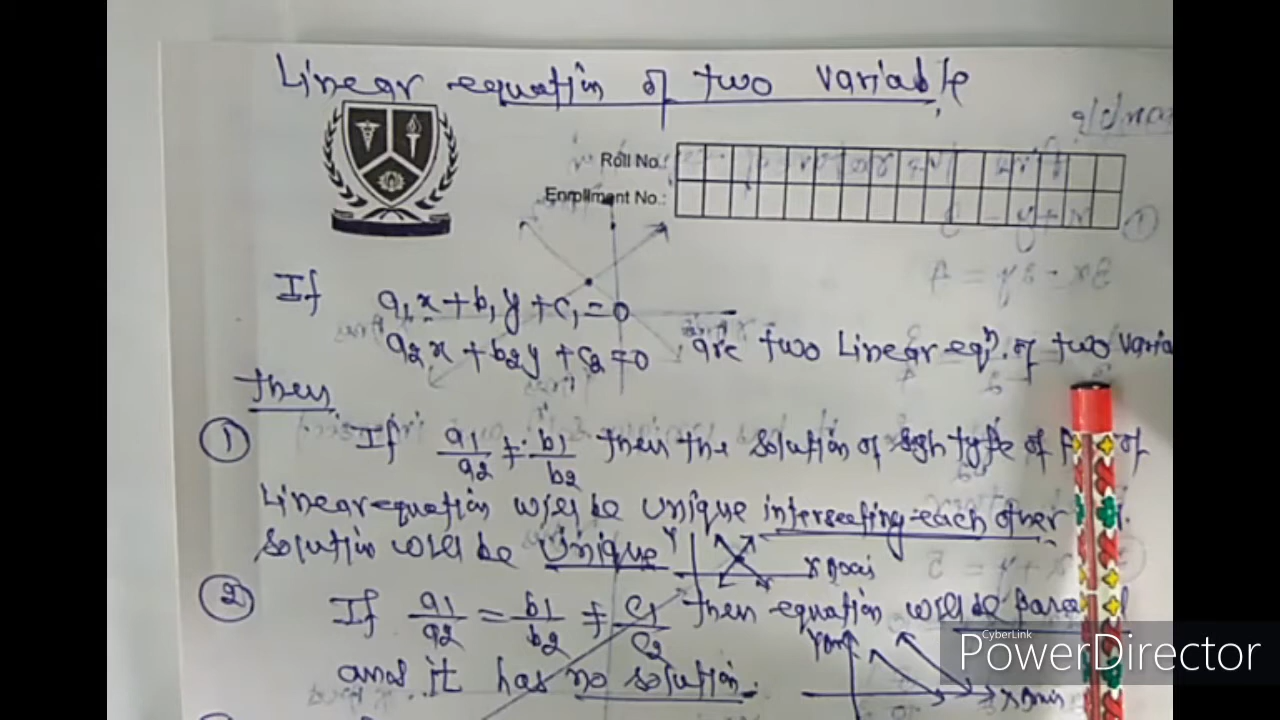 Linear equation of two variable
Roll No.:
Enrollment No.:
If a₁x + b₁y + c₁ = 0
a₂x + b₂y + c₂ = 0 are two Linear eqⁿ. of two varia
then
① If a₁/a₂ ≠ b₁/b₂ then the solution of type of of
Linear equation will be unique intersecting each other
solution will be unique Y x axis
② If a₁/a₂ = b₁/b₂ ≠ c₁/c₂ then equation will be para
and it has no solution. x axis
CyberLink
PowerDirector